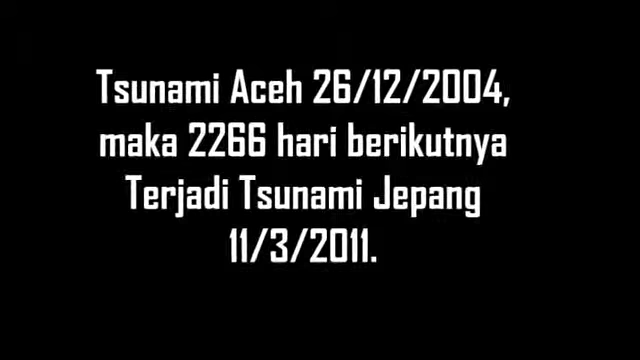 Tsunami Aceh 26/12/2004,
maka 2266 hari berikutnya
Terjadi Tsunami Jepang
11/3/2011.